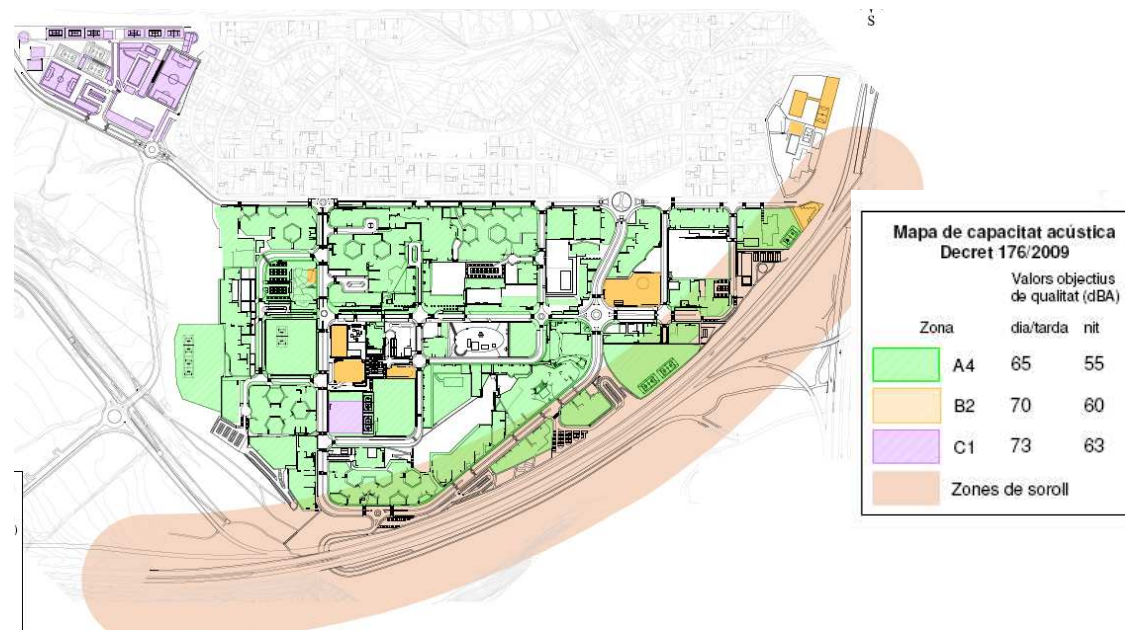 S
Mapa de capacitat acústica
Decret 176/2009
Valors objectius
de qualitat (dBA)
Zona dia/tarda nit
A4 65 55
B2 70 60
C1 73 63
Zones de soroll